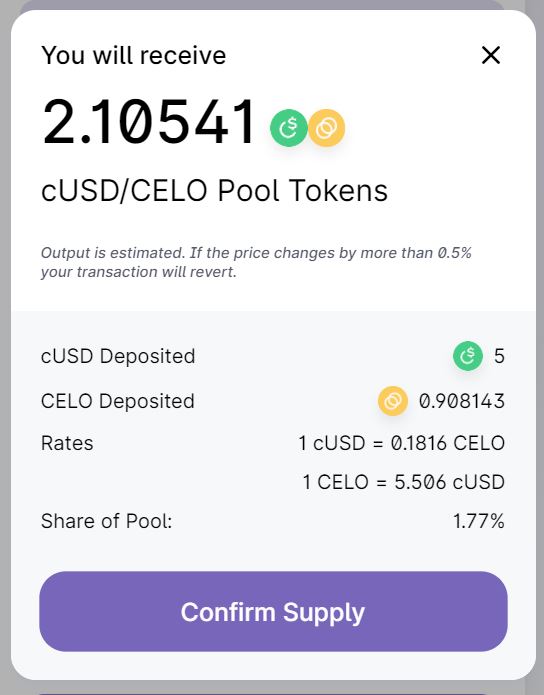 You will receive
2.10541
cUSD/CELO Pool Tokens
Output is estimated. If the price changes by more than 0.5%
your transaction will revert.
cUSD Deposited 5
CELO Deposited 0.908143
Rates 1 cUSD = 0.1816 CELO
1 CELO = 5.506 cUSD
Share of Pool: 1.77%
Confirm Supply